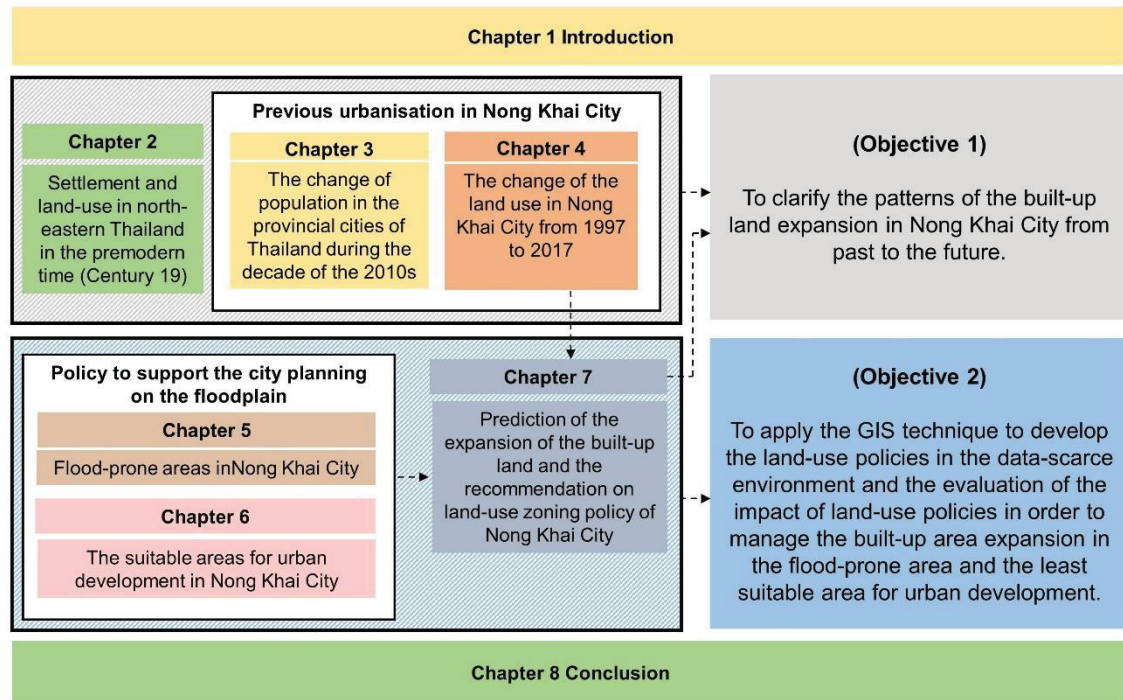 Chapter 1 Introduction
Previous urbanisation in Nong Khai City
Chapter 2
Settlement and
land-use in north-
eastern Thailand
in the premodern
time (Century 19)
Chapter 3
The change of
population in the
provincial cities of
Thailand during the
decade of the 2010s
Chapter 4
The change of the
land use in Nong
Khai City from 1997
to 2017
(Objective 1)
To clarify the patterns of the built-up
land expansion in Nong Khai City from
past to the future.
Policy to support the city planning
on the floodplain
Chapter 5
Flood-prone areas inNong Khai City
Chapter 6
The suitable areas for urban
development in Nong Khai City
Chapter 7
Prediction of the
expansion of the built-up
land and the
recommendation on
land-use zoning policy of
Nong Khai City
(Objective 2)
To apply the GIS technique to develop
the land-use policies in the data-scarce
environment and the evaluation of the
impact of land-use policies in order to
manage the built-up area expansion in
the flood-prone area and the least
suitable area for urban development.
Chapter 8 Conclusion